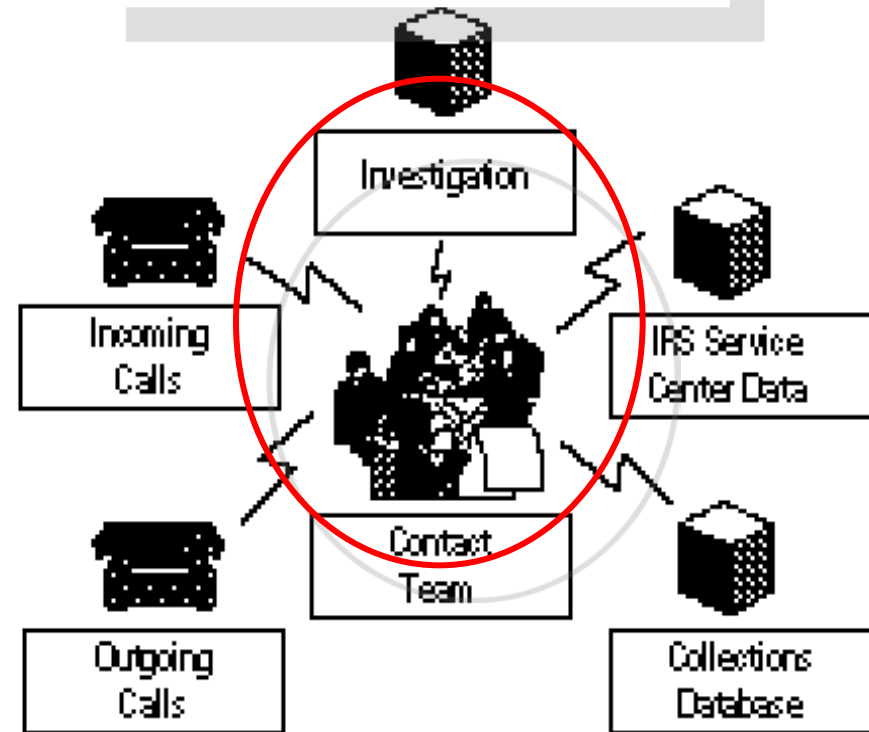 Investigation
Incoming
Calls
IRS Service
Center Data
Contact
Team
Outgoing
Calls
Collections
Database